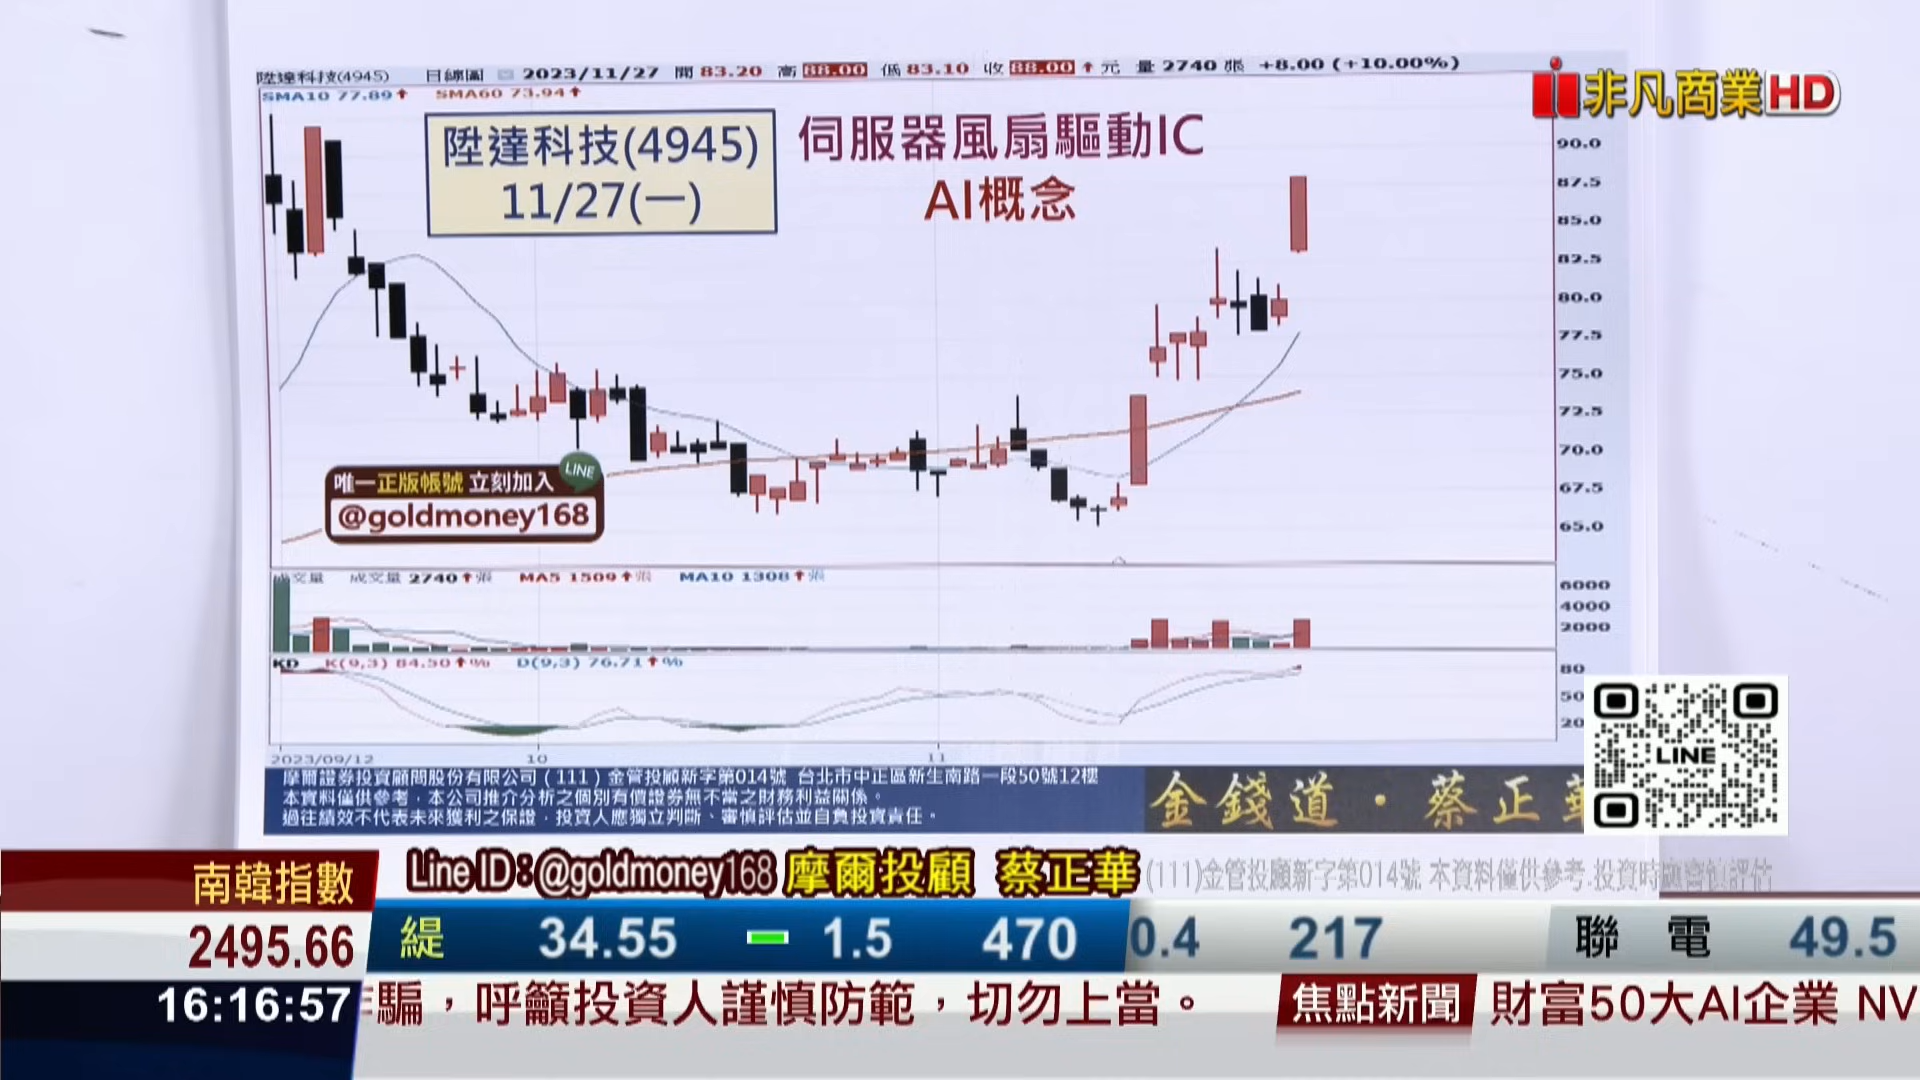 陞達科技(4945) 日線圖 2023/11/27 開 83.20 高 88.00 低 83.10 收 88.00 ↑ 元 量 2740 張 +8.00 (+10.00%)
SMA10 77.89↑ SMA60 73.94↑
非凡商業HD
陞達科技(4945)
11/27(一)
伺服器風扇驅動IC
AI概念
90.0
87.5
85.0
82.5
80.0
77.5
75.0
72.5
70.0
67.5
65.0
唯一正版帳號 立刻加入
LINE
@goldmoney168
成交量 成交量 2740↑張 MA5 1509↑張 MA10 1308↑張
6000
4000
2000
KD K(9,3) 84.50↑% D(9,3) 76.71↑%
80
50
20
2023/09/12 10 11
LINE
摩爾證券投資顧問股份有限公司(111)金管投顧新字第014號 台北市中正區新生南路一段50號12樓
本資料僅供參考，本公司推介分析之個別有價證券無不當之財務利益關係。
過往績效不代表未來獲利之保證，投資人應獨立判斷、審慎評估並自負投資責任。
金錢道·蔡正華
Line ID:@goldmoney168 摩爾投顧 蔡正華 (111)金管投顧新字第014號 本資料僅供參考.投資時應審慎評估
南韓指數
2495.66
緹 34.55 1.5 470 0.4 217 聯電 49.5
16:16:57
騙，呼籲投資人謹慎防範，切勿上當。 焦點新聞 財富50大AI企業 NV